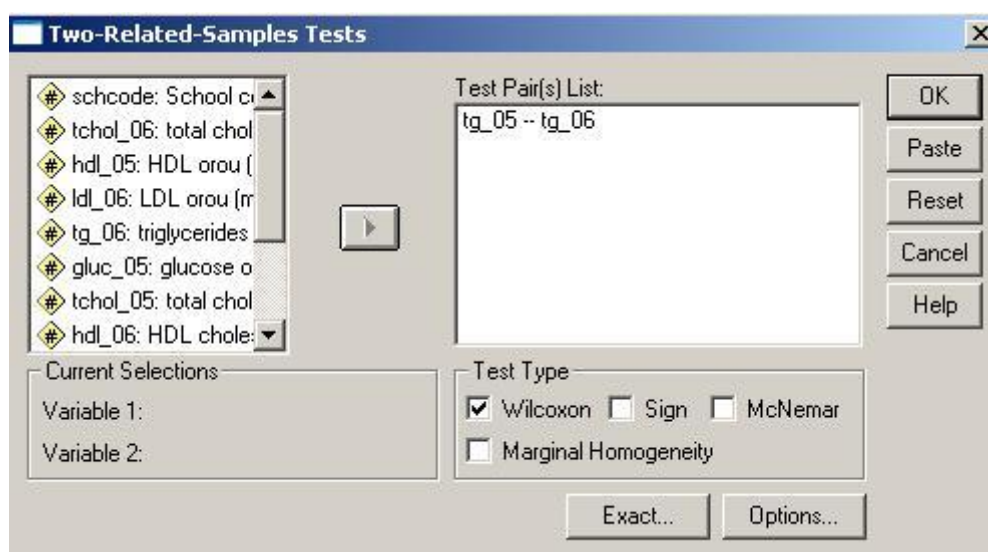 Two-Related-Samples Tests
schcode: School c
tchol_06: total chol
hdl_05: HDL orou (
ldl_06: LDL orou (m
tg_06: triglycerides
gluc_05: glucose o
tchol_05: total chol
hdl_06: HDL choles
Test Pair(s) List:
tg_05 -- tg_06
OK
Paste
Reset
Cancel
Help
Current Selections
Variable 1:
Variable 2:
Test Type
Wilcoxon Sign McNemar
Marginal Homogeneity
Exact... Options...